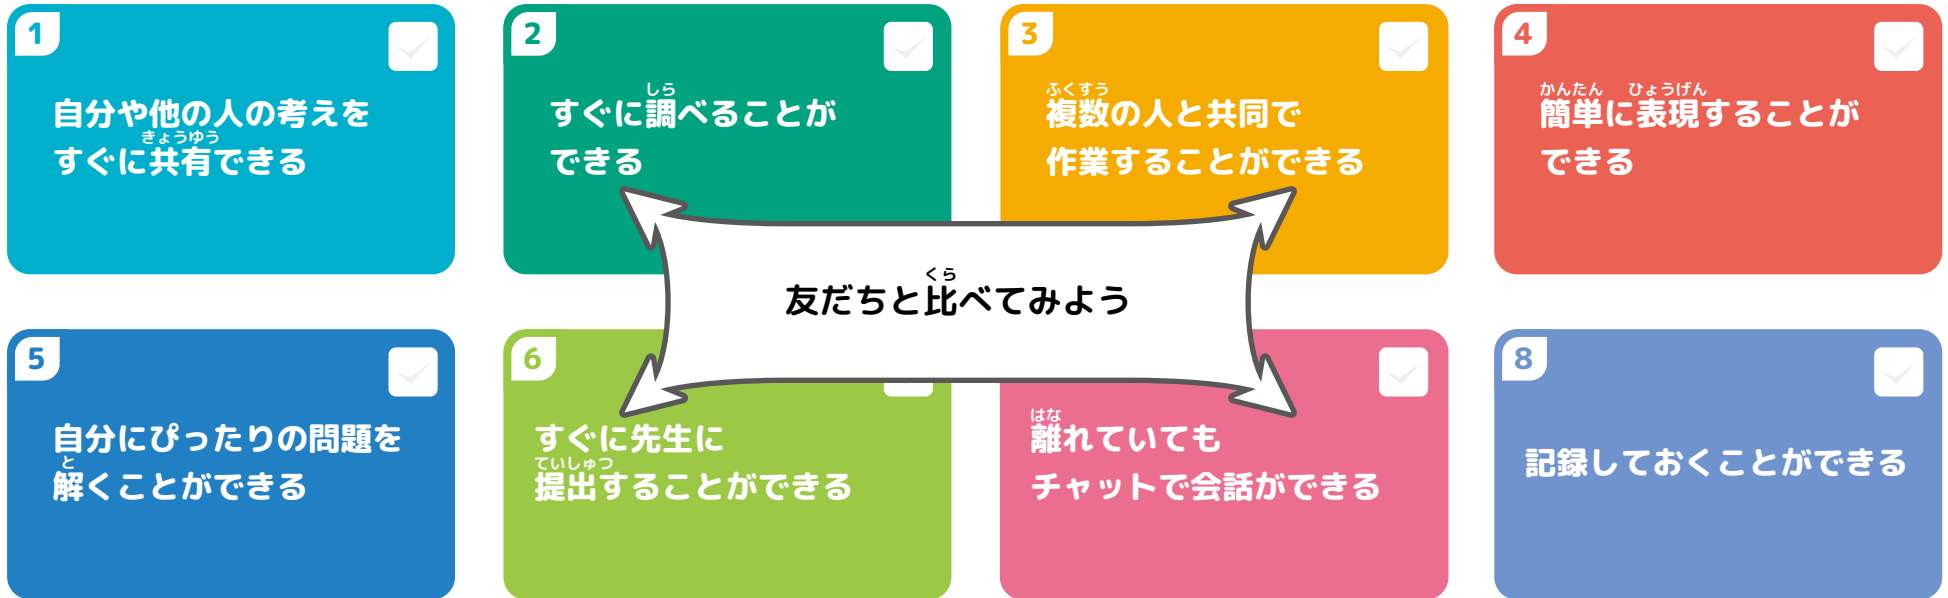 1
自分や他の人の考えを
きょうゆう
すぐに共有できる
2
しら
すぐに調べることが
できる
3
ふくすう
複数の人と共同で
作業することができる
4
かんたん ひょうげん
簡単に表現することが
できる
くら
友だちと比べてみよう
5
自分にぴったりの問題を
と
解くことができる
6
すぐに先生に
ていしゅつ
提出することができる
はな
離れていても
チャットで会話ができる
8
記録しておくことができる